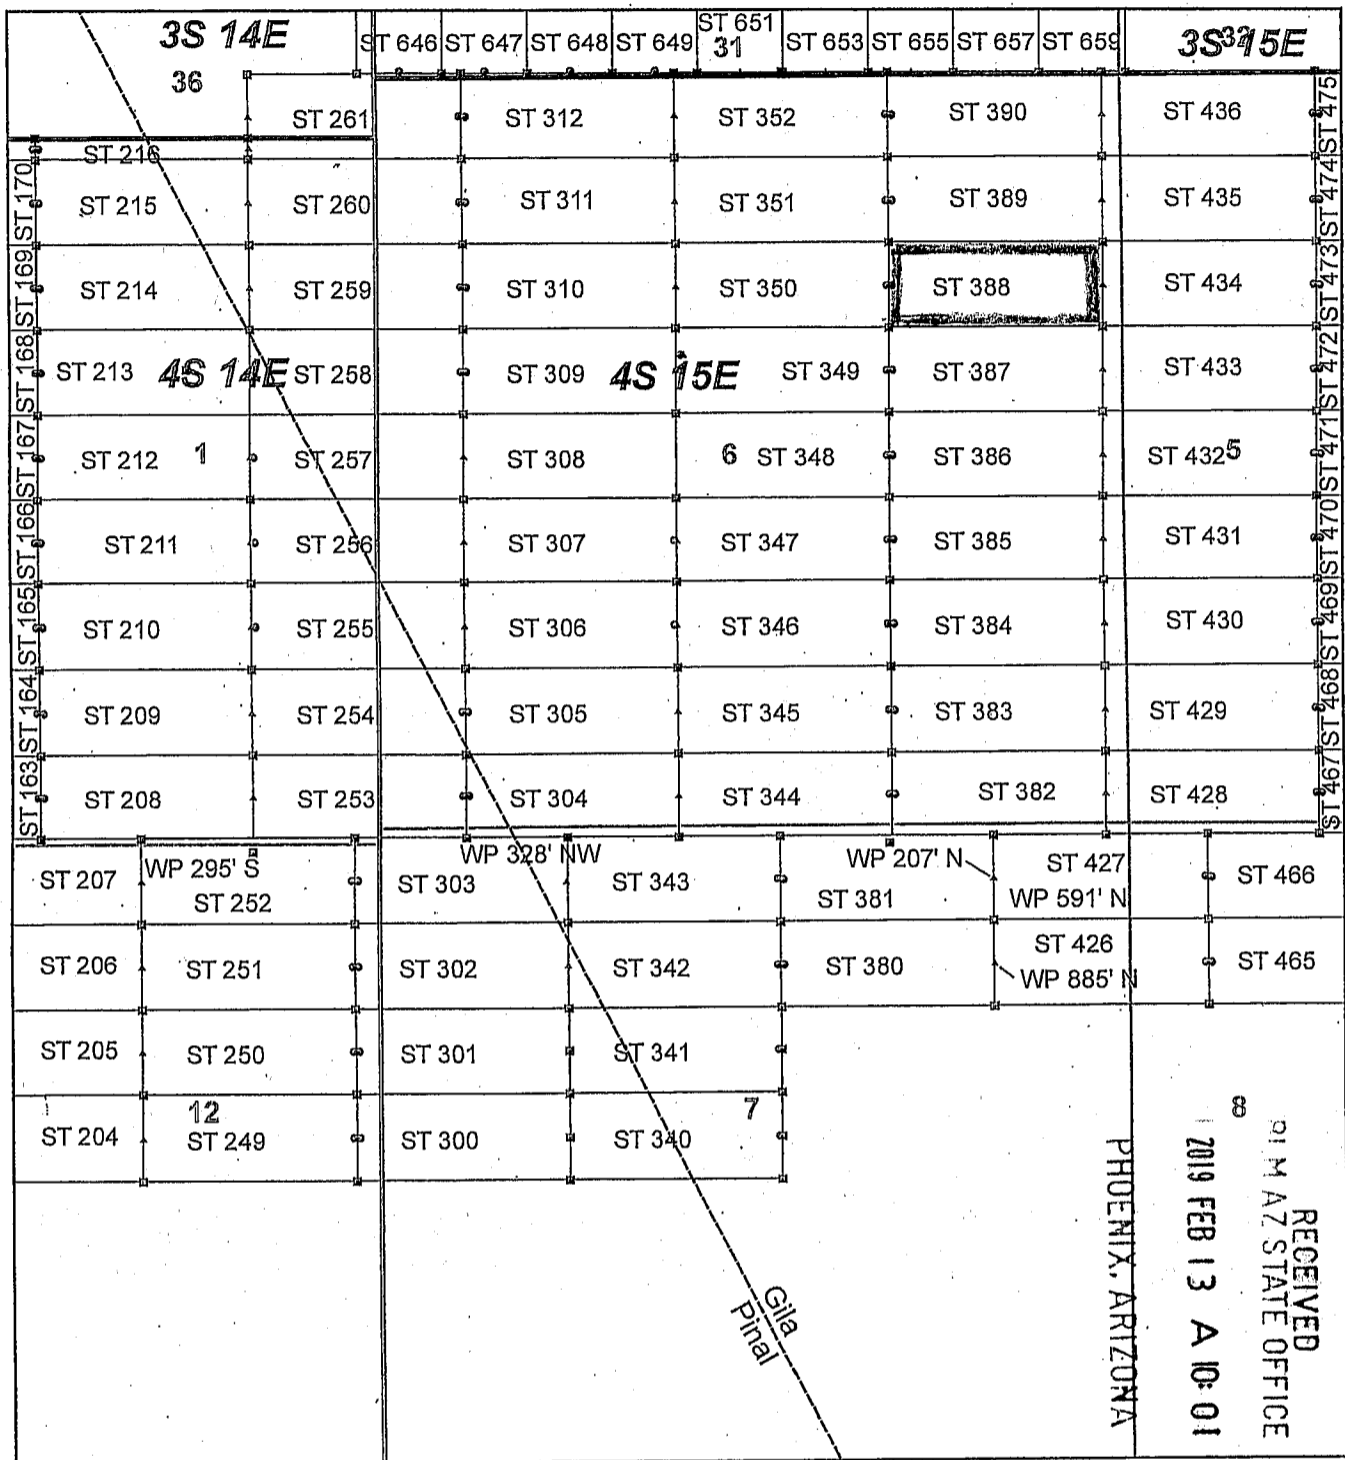 3S 14E
ST 646 ST 647 ST 648 ST 649 ST 651 ST 653 ST 655 ST 657 ST 659
31
3S 32 15E
36
ST 261 ST 312 ST 352 ST 390 ST 436 ST 475
ST 216
ST 170 ST 215 ST 260 ST 311 ST 351 ST 389 ST 435 ST 474
ST 169 ST 214 ST 259 ST 310 ST 350 ST 388 ST 434 ST 473
ST 168 ST 213 4S 14E ST 258 ST 309 4S 15E ST 349 ST 387 ST 433 ST 472
ST 167 ST 212 1 ST 257 ST 308 6 ST 348 ST 386 ST 432 5 ST 471
ST 166 ST 211 ST 256 ST 307 ST 347 ST 385 ST 431 ST 470
ST 165 ST 210 ST 255 ST 306 ST 346 ST 384 ST 430 ST 469
ST 164 ST 209 ST 254 ST 305 ST 345 ST 383 ST 429 ST 468
ST 163 ST 208 ST 253 ST 304 ST 344 ST 382 ST 428 ST 467
WP 295' S WP 328' NW WP 207' N
ST 207 ST 252 ST 303 ST 343 ST 381 ST 427 ST 466
WP 591' N
ST 206 ST 251 ST 302 ST 342 ST 380 ST 426 ST 465
WP 885' N
ST 205 ST 250 ST 301 ST 341
12 7 8
ST 204 ST 249 ST 300 ST 340
Gila
Pinal
RECEIVED
BLM AZ STATE OFFICE
2019 FEB 13 A 10:01
PHOENIX, ARIZONA